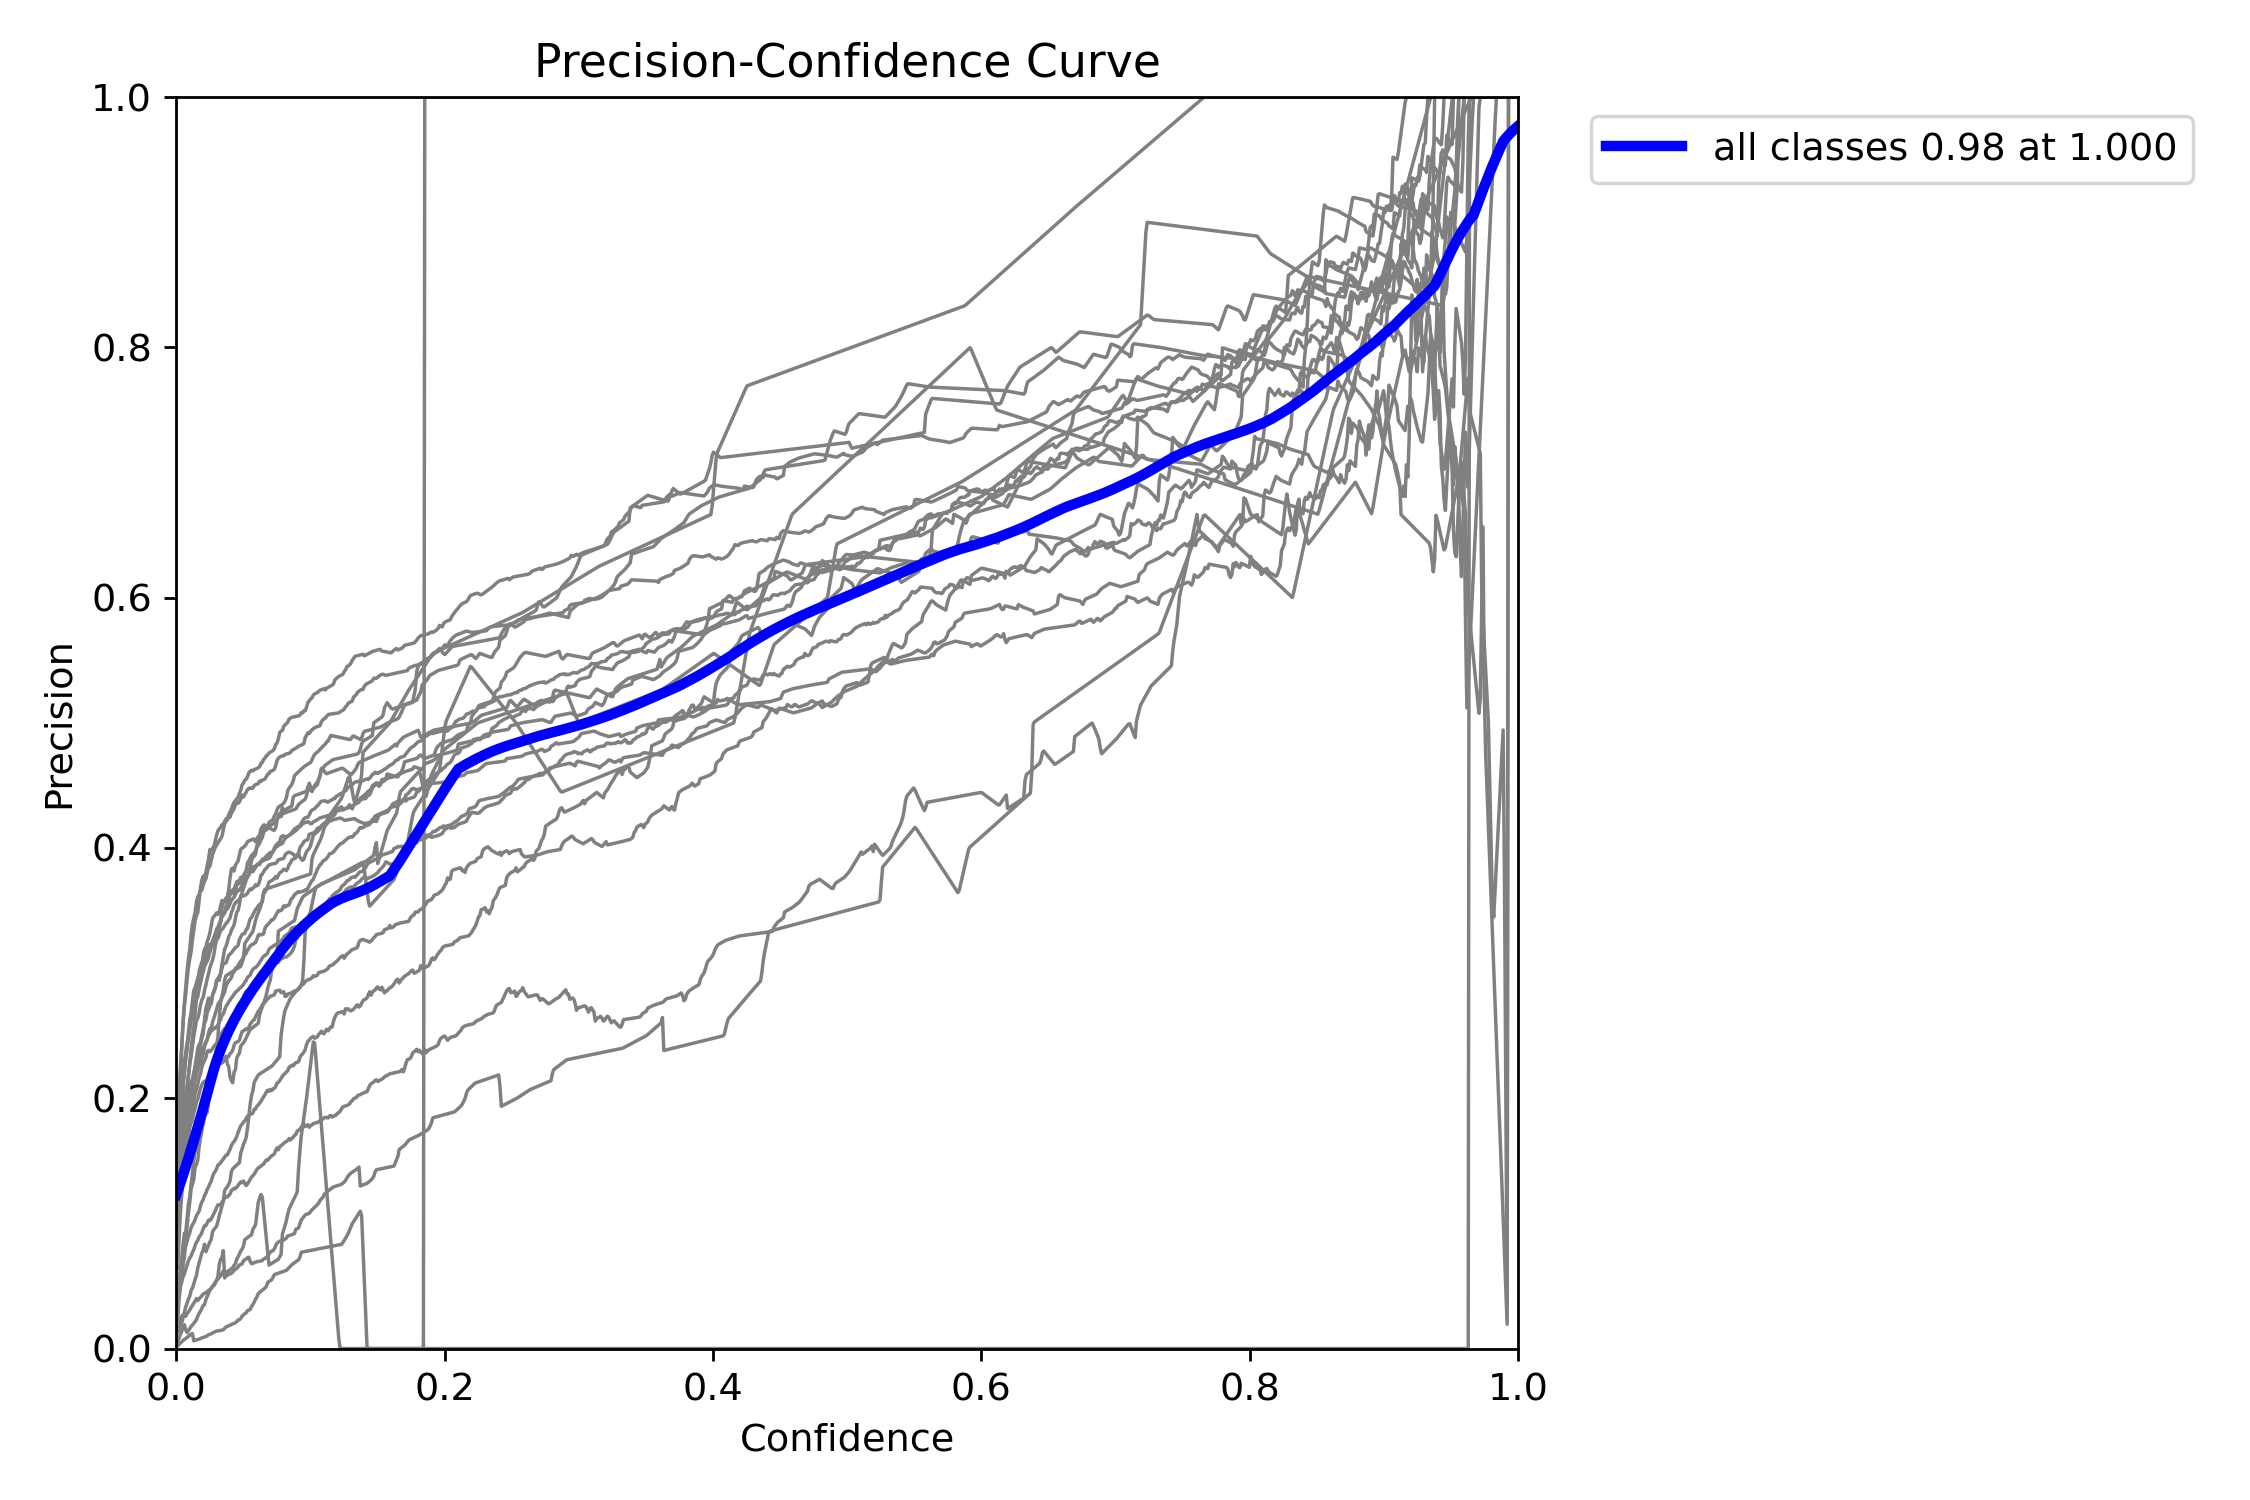 Precision-Confidence Curve
all classes 0.98 at 1.000
Precision
1.0
0.8
0.6
0.4
0.2
0.0
0.0 0.2 0.4 0.6 0.8 1.0
Confidence